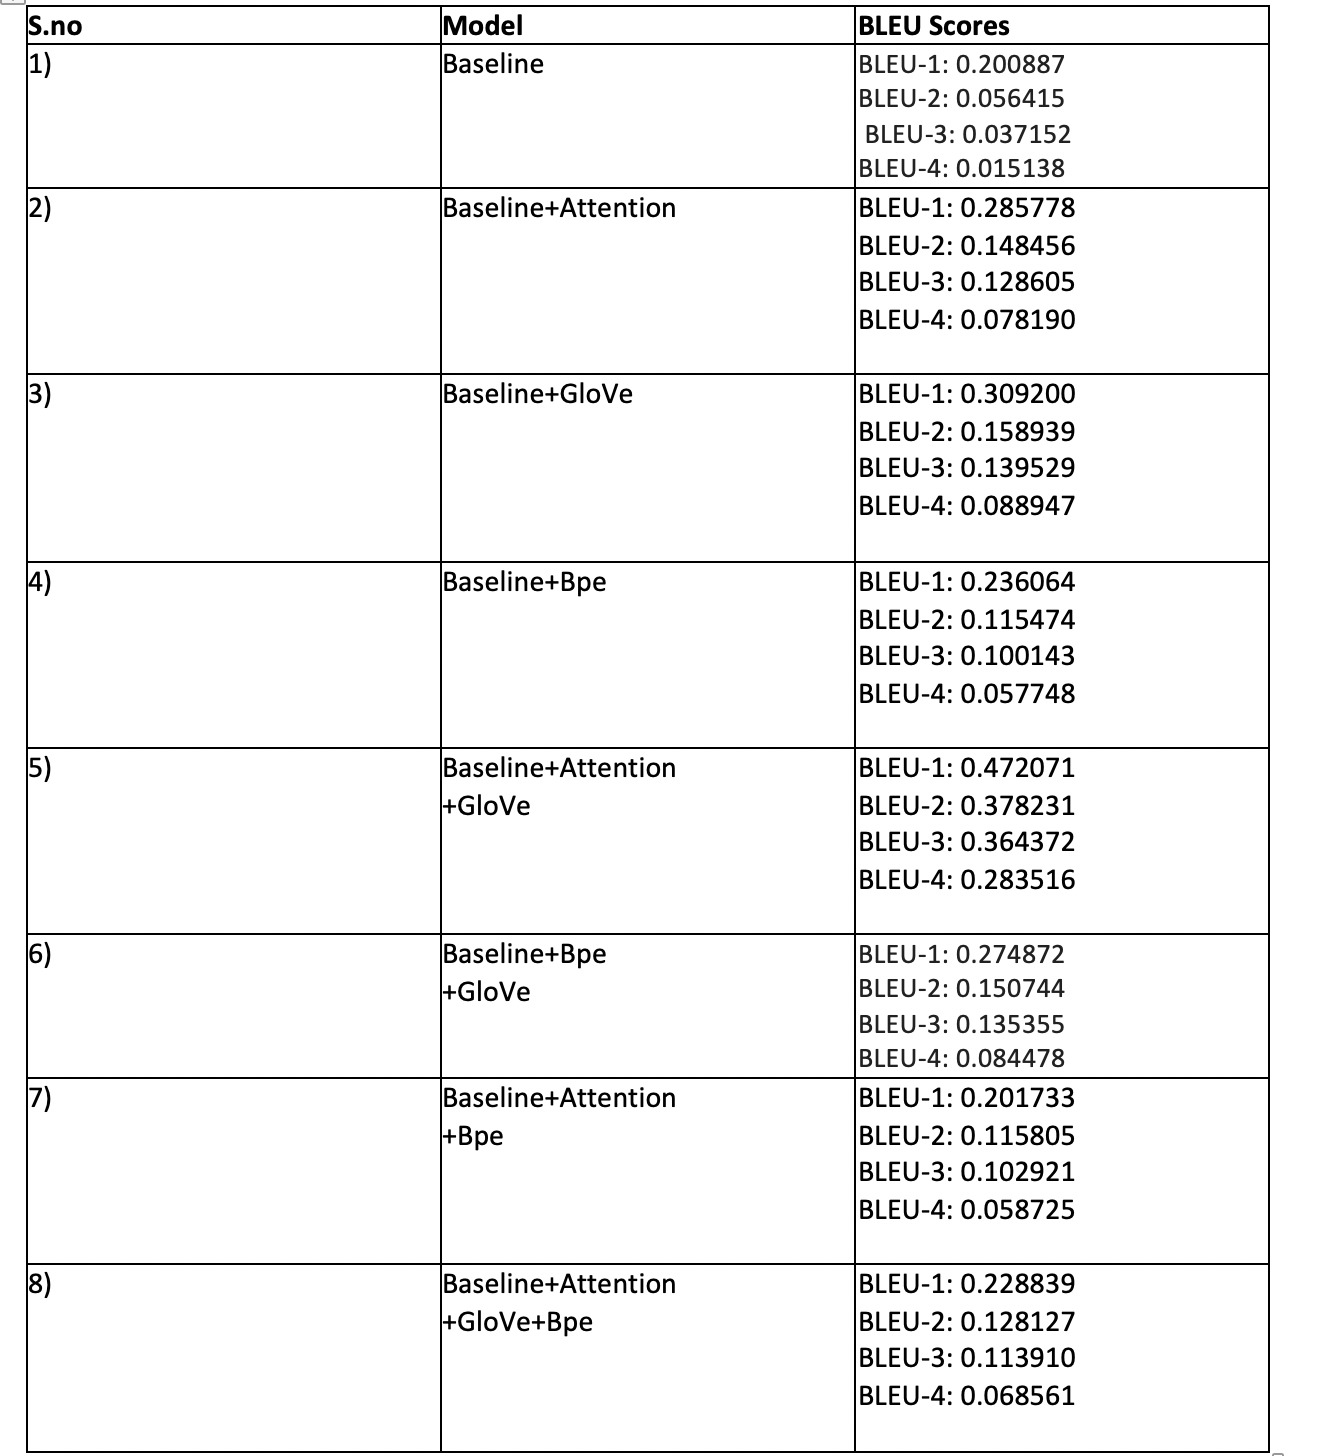 S.no Model BLEU Scores
1) Baseline BLEU-1: 0.200887
BLEU-2: 0.056415
BLEU-3: 0.037152
BLEU-4: 0.015138
2) Baseline+Attention BLEU-1: 0.285778
BLEU-2: 0.148456
BLEU-3: 0.128605
BLEU-4: 0.078190
3) Baseline+GloVe BLEU-1: 0.309200
BLEU-2: 0.158939
BLEU-3: 0.139529
BLEU-4: 0.088947
4) Baseline+Bpe BLEU-1: 0.236064
BLEU-2: 0.115474
BLEU-3: 0.100143
BLEU-4: 0.057748
5) Baseline+Attention BLEU-1: 0.472071
+GloVe BLEU-2: 0.378231
BLEU-3: 0.364372
BLEU-4: 0.283516
6) Baseline+Bpe BLEU-1: 0.274872
+GloVe BLEU-2: 0.150744
BLEU-3: 0.135355
BLEU-4: 0.084478
7) Baseline+Attention BLEU-1: 0.201733
+Bpe BLEU-2: 0.115805
BLEU-3: 0.102921
BLEU-4: 0.058725
8) Baseline+Attention BLEU-1: 0.228839
+GloVe+Bpe BLEU-2: 0.128127
BLEU-3: 0.113910
BLEU-4: 0.068561